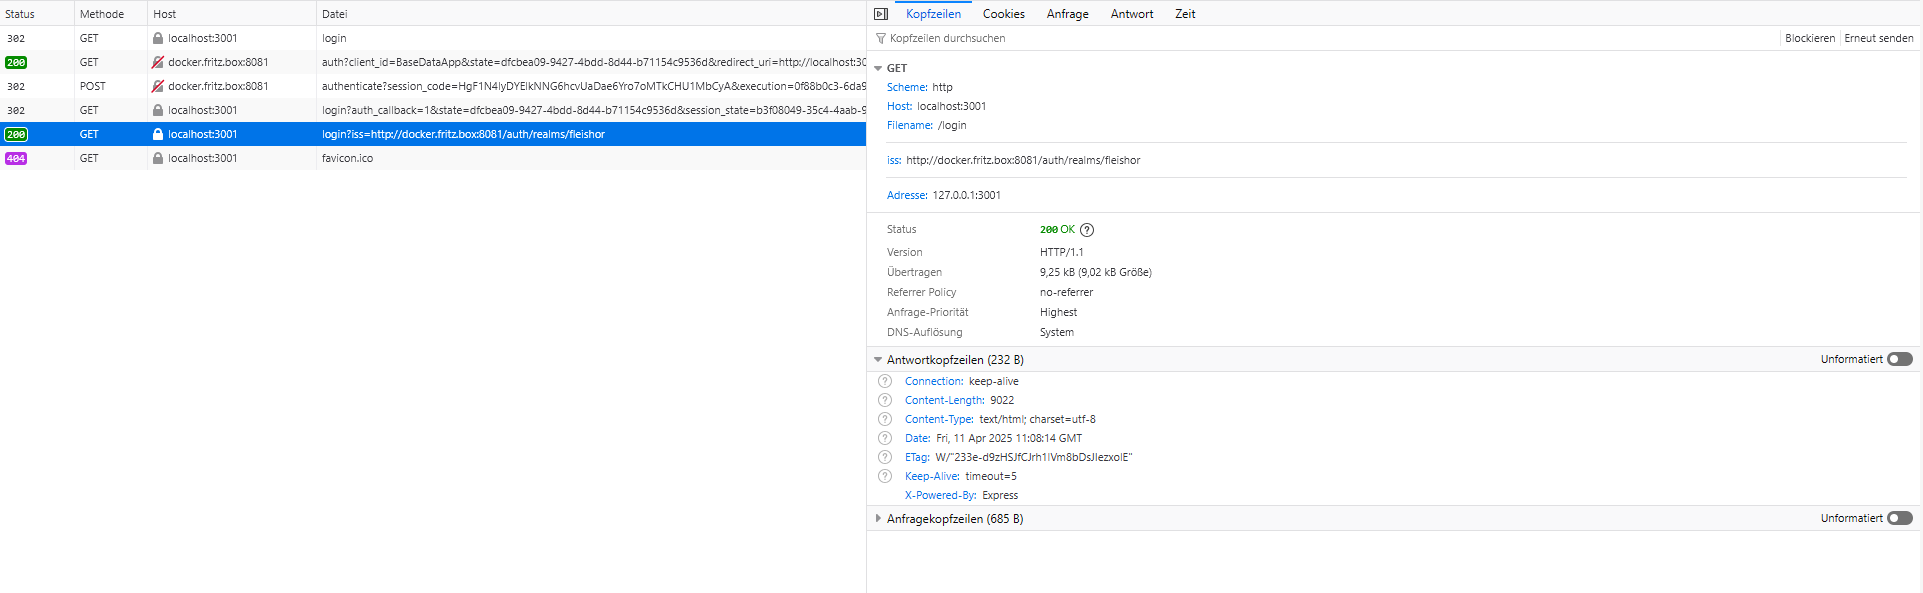 Status Methode Host Datei
302 GET localhost:3001 login
200 GET docker.fritz.box:8081 auth?client_id=BaseDataApp&state=dfcbea09-9427-4bdd-8d44-b71154c9536d&redirect_uri=http://localhost:30
302 POST docker.fritz.box:8081 authenticate?session_code=HgF1N4lyDYElkNNG6hcvUaDae6Yro7oMTkCHU1MbCyA&execution=0f88b0c3-6da9
302 GET localhost:3001 login?auth_callback=1&state=dfcbea09-9427-4bdd-8d44-b71154c9536d&session_state=b3f08049-35c4-4aab-9
200 GET localhost:3001 login?iss=http://docker.fritz.box:8081/auth/realms/fleishor
404 GET localhost:3001 favicon.ico
Kopfzeilen Cookies Anfrage Antwort Zeit
Kopfzeilen durchsuchen Blockieren Erneut senden
GET
Scheme: http
Host: localhost:3001
Filename: /login
iss: http://docker.fritz.box:8081/auth/realms/fleishor
Adresse: 127.0.0.1:3001
Status 200 OK ?
Version HTTP/1.1
Übertragen 9,25 kB (9,02 kB Größe)
Referrer Policy no-referrer
Anfrage-Priorität Highest
DNS-Auflösung System
Antwortkopfzeilen (232 B) Unformatiert
? Connection: keep-alive
? Content-Length: 9022
? Content-Type: text/html; charset=utf-8
? Date: Fri, 11 Apr 2025 11:08:14 GMT
? ETag: W/"233e-d9zHSJfCJrh1lVm8bDsJIezxolE"
? Keep-Alive: timeout=5
X-Powered-By: Express
Anfragekopfzeilen (685 B) Unformatiert